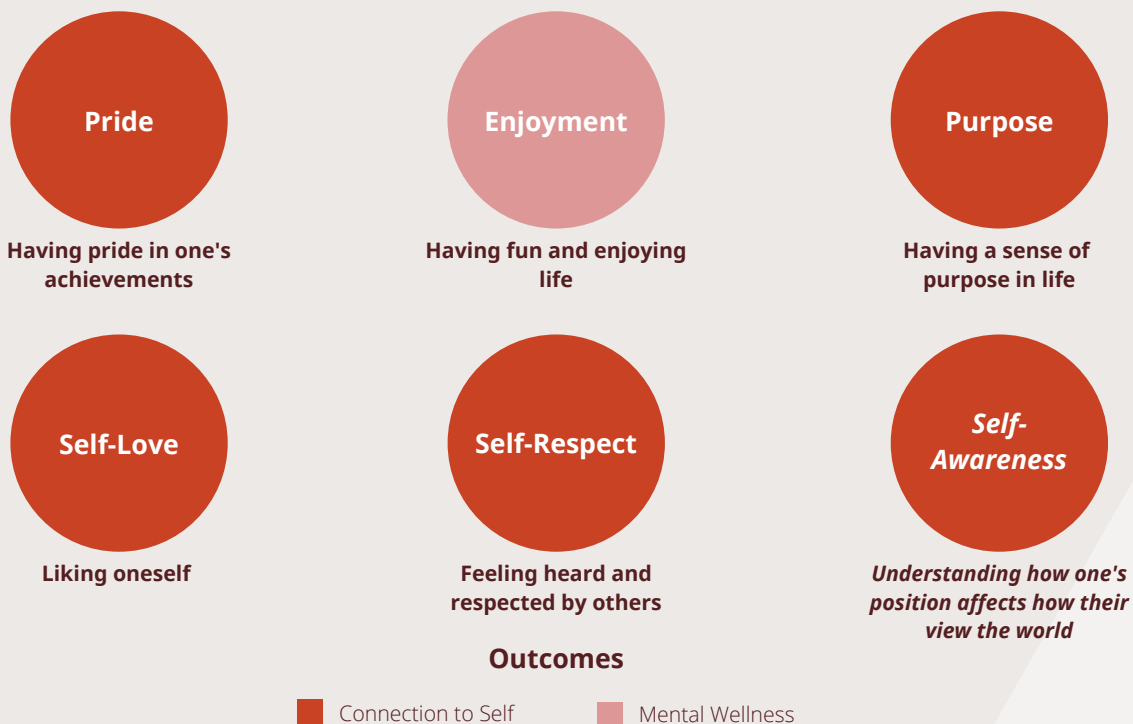 Pride
Enjoyment
Purpose
Having pride in one's
achievements
Having fun and enjoying
life
Having a sense of
purpose in life
Self-Love
Self-Respect
Self-
Awareness
Liking oneself
Feeling heard and
respected by others
Understanding how one's
position affects how their
view the world
Outcomes
Connection to Self
Mental Wellness